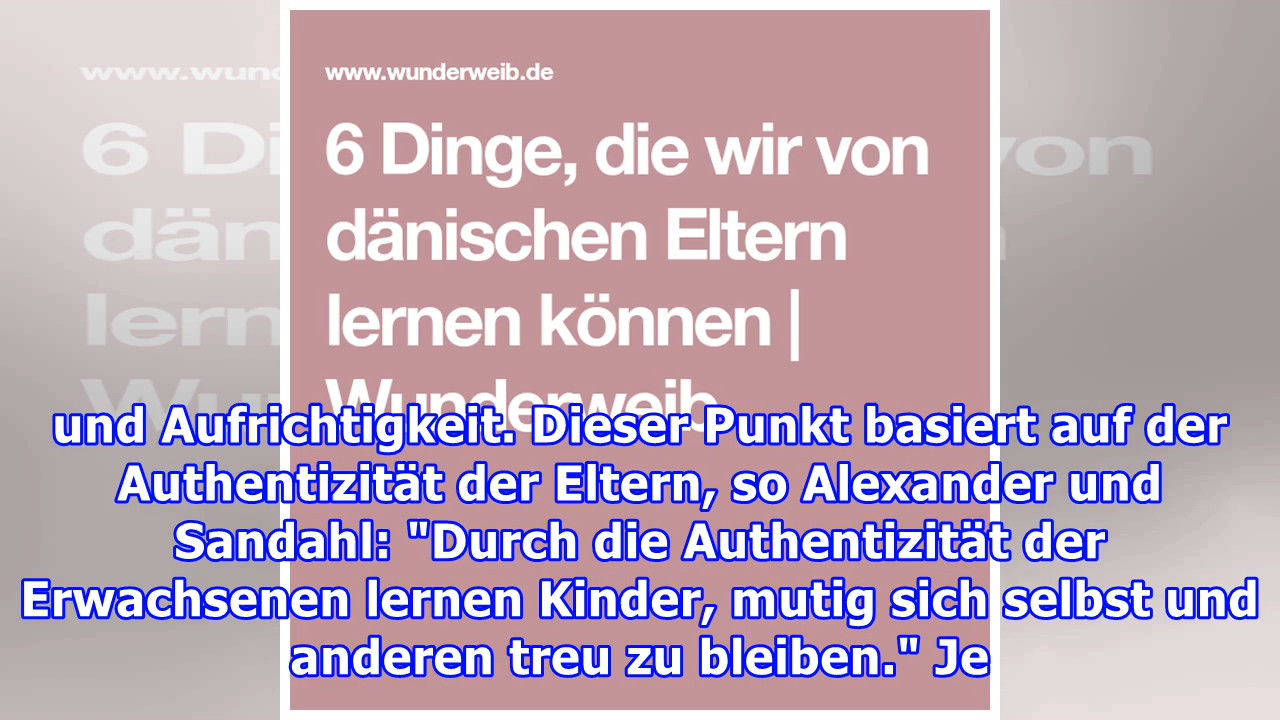 www.wunderweib.de
6 Dinge, die wir von
dänischen Eltern
lernen können |
Wunderweib
und Aufrichtigkeit. Dieser Punkt basiert auf der
Authentizität der Eltern, so Alexander und
Sandahl: "Durch die Authentizität der
Erwachsenen lernen Kinder, mutig sich selbst und
anderen treu zu bleiben." Je